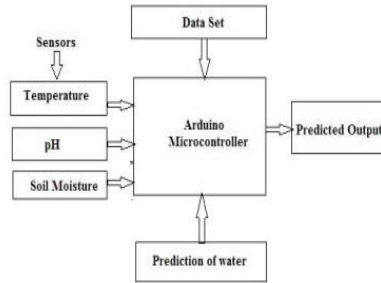 Data Set
Sensors
Temperature
pH
Soil Moisture
Arduino
Microcontroller
Predicted Output
Prediction of water